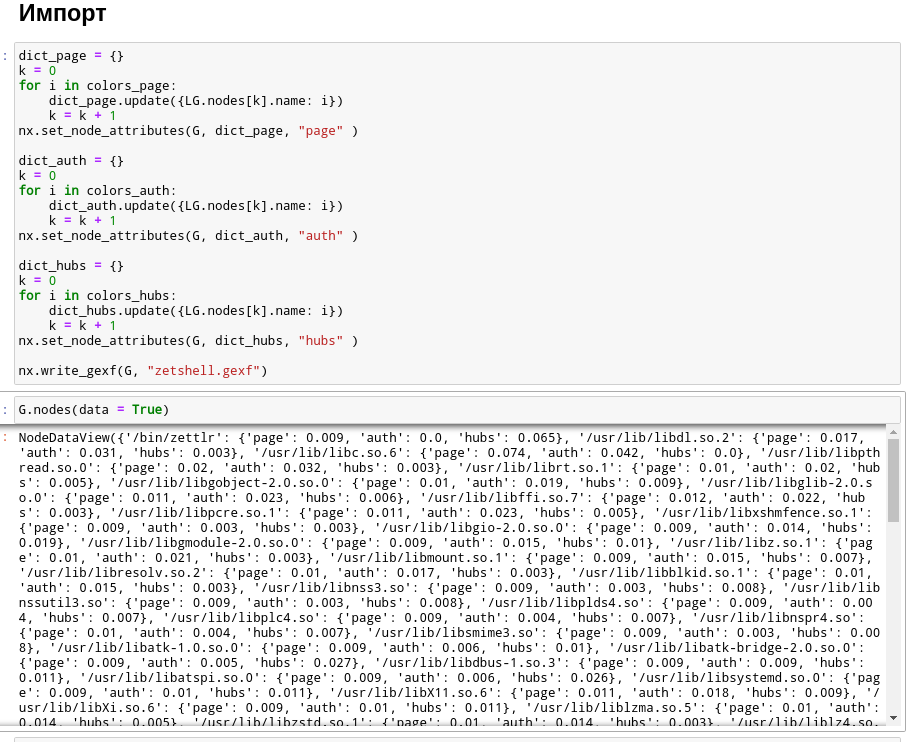 Импорт
: dict_page = {}
k = 0
for i in colors_page:
    dict_page.update({LG.nodes[k].name: i})
    k = k + 1
nx.set_node_attributes(G, dict_page, "page" )

dict_auth = {}
k = 0
for i in colors_auth:
    dict_auth.update({LG.nodes[k].name: i})
    k = k + 1
nx.set_node_attributes(G, dict_auth, "auth" )

dict_hubs = {}
k = 0
for i in colors_hubs:
    dict_hubs.update({LG.nodes[k].name: i})
    k = k + 1
nx.set_node_attributes(G, dict_hubs, "hubs" )

nx.write_gexf(G, "zetshell.gexf")
: G.nodes(data = True)
: NodeDataView({'/bin/zettlr': {'page': 0.009, 'auth': 0.0, 'hubs': 0.065}, '/usr/lib/libdl.so.2': {'page': 0.017,
'auth': 0.031, 'hubs': 0.003}, '/usr/lib/libc.so.6': {'page': 0.074, 'auth': 0.042, 'hubs': 0.0}, '/usr/lib/libpth
read.so.0': {'page': 0.02, 'auth': 0.032, 'hubs': 0.003}, '/usr/lib/librt.so.1': {'page': 0.01, 'auth': 0.02, 'hub
s': 0.005}, '/usr/lib/libgobject-2.0.so.0': {'page': 0.01, 'auth': 0.019, 'hubs': 0.009}, '/usr/lib/libglib-2.0.s
o.0': {'page': 0.011, 'auth': 0.023, 'hubs': 0.006}, '/usr/lib/libffi.so.7': {'page': 0.012, 'auth': 0.022, 'hub
s': 0.003}, '/usr/lib/libpcre.so.1': {'page': 0.011, 'auth': 0.023, 'hubs': 0.005}, '/usr/lib/libxshmfence.so.1':
{'page': 0.009, 'auth': 0.003, 'hubs': 0.003}, '/usr/lib/libgio-2.0.so.0': {'page': 0.009, 'auth': 0.014, 'hubs':
0.019}, '/usr/lib/libgmodule-2.0.so.0': {'page': 0.009, 'auth': 0.015, 'hubs': 0.01}, '/usr/lib/libz.so.1': {'pag
e': 0.01, 'auth': 0.021, 'hubs': 0.003}, '/usr/lib/libmount.so.1': {'page': 0.009, 'auth': 0.015, 'hubs': 0.007},
'/usr/lib/libresolv.so.2': {'page': 0.01, 'auth': 0.017, 'hubs': 0.003}, '/usr/lib/libblkid.so.1': {'page': 0.01,
'auth': 0.015, 'hubs': 0.003}, '/usr/lib/libnss3.so': {'page': 0.009, 'auth': 0.003, 'hubs': 0.008}, '/usr/lib/lib
nssutil3.so': {'page': 0.009, 'auth': 0.003, 'hubs': 0.008}, '/usr/lib/libplds4.so': {'page': 0.009, 'auth': 0.00
4, 'hubs': 0.007}, '/usr/lib/libplc4.so': {'page': 0.009, 'auth': 0.004, 'hubs': 0.007}, '/usr/lib/libnspr4.so':
{'page': 0.01, 'auth': 0.004, 'hubs': 0.007}, '/usr/lib/libsmime3.so': {'page': 0.009, 'auth': 0.003, 'hubs': 0.00
8}, '/usr/lib/libatk-1.0.so.0': {'page': 0.009, 'auth': 0.006, 'hubs': 0.01}, '/usr/lib/libatk-bridge-2.0.so.0':
{'page': 0.009, 'auth': 0.005, 'hubs': 0.027}, '/usr/lib/libdbus-1.so.3': {'page': 0.009, 'auth': 0.009, 'hubs':
0.011}, '/usr/lib/libatspi.so.0': {'page': 0.009, 'auth': 0.006, 'hubs': 0.026}, '/usr/lib/libsystemd.so.0': {'pag
e': 0.009, 'auth': 0.01, 'hubs': 0.011}, '/usr/lib/libX11.so.6': {'page': 0.011, 'auth': 0.018, 'hubs': 0.009}, '/
usr/lib/libXi.so.6': {'page': 0.009, 'auth': 0.01, 'hubs': 0.011}, '/usr/lib/liblzma.so.5': {'page': 0.01, 'auth':
0.014, 'hubs': 0.005}, '/usr/lib/libzstd.so.1': {'page': 0.01, 'auth': 0.014, 'hubs': 0.003}, '/usr/lib/liblz4.so.